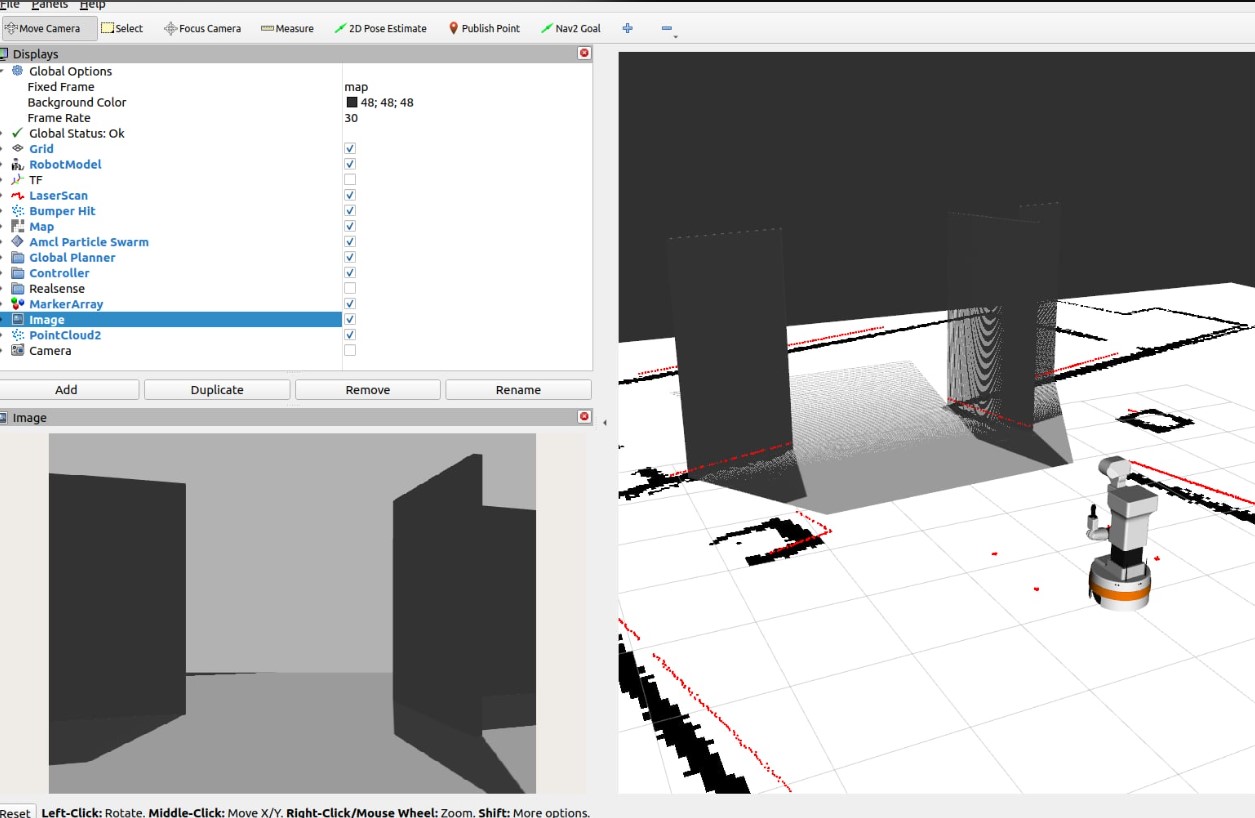 File Panels Help
Move Camera Select Focus Camera Measure 2D Pose Estimate Publish Point Nav2 Goal
Displays
Global Options
Fixed Frame map
Background Color 48; 48; 48
Frame Rate 30
Global Status: Ok
Grid
RobotModel
TF
LaserScan
Bumper Hit
Map
Amcl Particle Swarm
Global Planner
Controller
Realsense
MarkerArray
Image
PointCloud2
Camera
Add Duplicate Remove Rename
Image
Reset Left-Click: Rotate. Middle-Click: Move X/Y. Right-Click/Mouse Wheel: Zoom. Shift: More options.